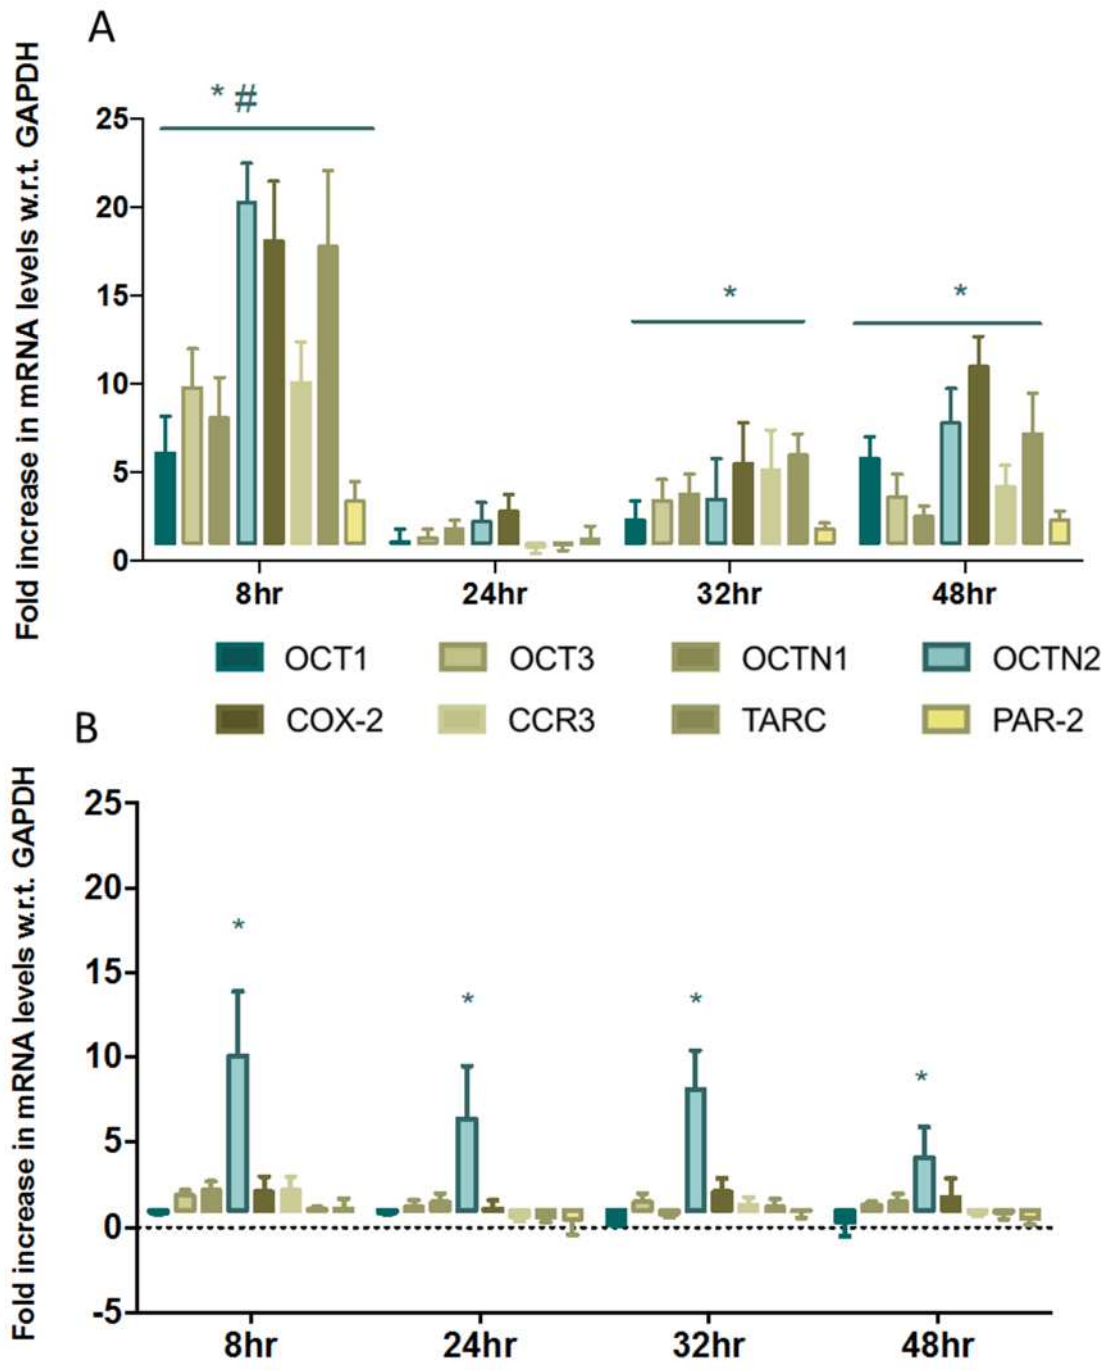 A
Fold increase in mRNA levels w.r.t. GAPDH
* #
25
20
15
10
5
0
*
*
8hr 24hr 32hr 48hr
OCT1 OCT3 OCTN1 OCTN2
COX-2 CCR3 TARC PAR-2
B
Fold increase in mRNA levels w.r.t. GAPDH
25
20
15
10
5
0
-5
*
*
*
*
8hr 24hr 32hr 48hr